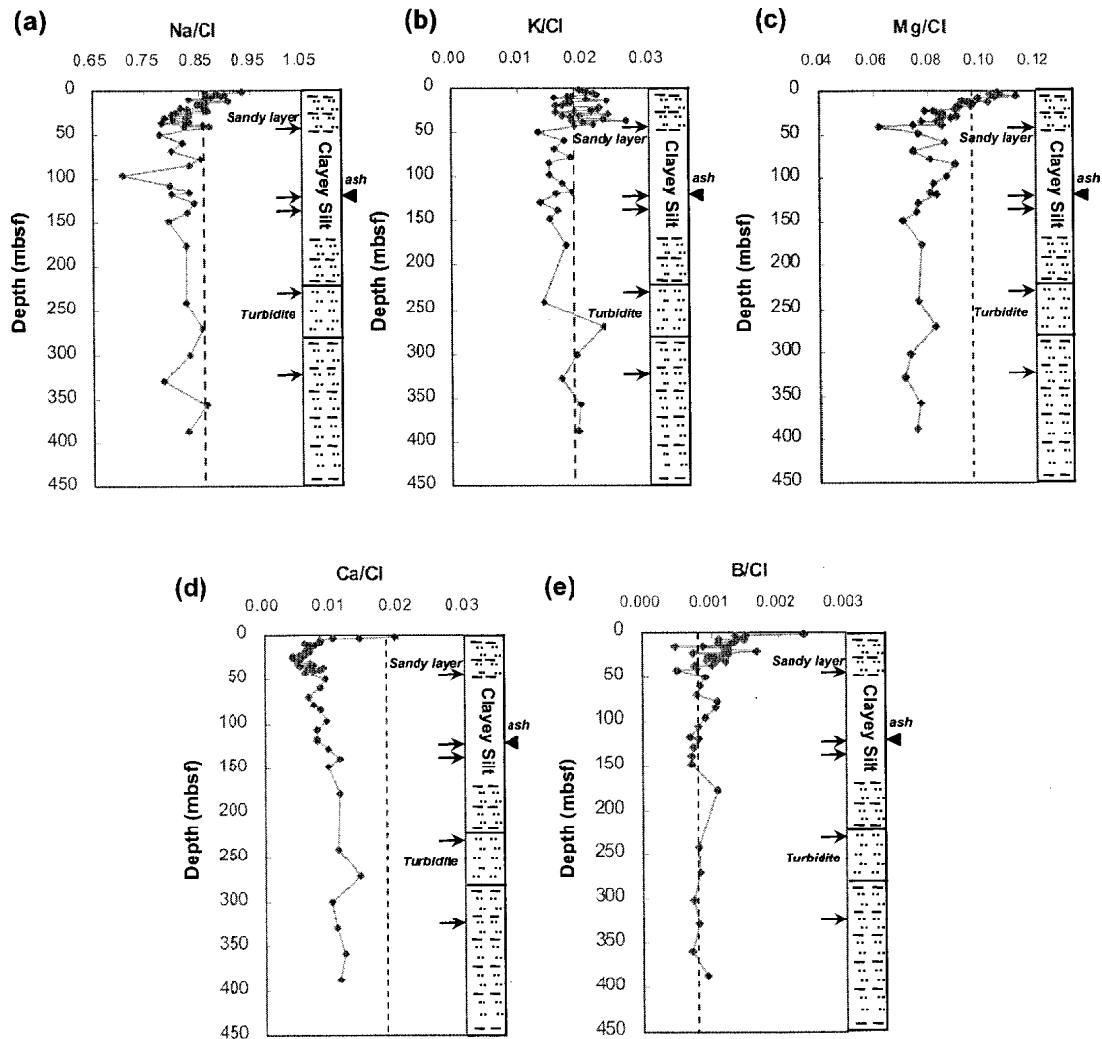 (a)
Na/Cl
0.65 0.75 0.85 0.95 1.05
0
50
100
150
200
250
300
350
400
450
Depth (mbsf)
Sandy layer
Clayey Silt
ash
Turbidite
(b)
K/Cl
0.00 0.01 0.02 0.03
0
50
100
150
200
250
300
350
400
450
Depth (mbsf)
Sandy layer
Clayey Silt
ash
Turbidite
(c)
Mg/Cl
0.04 0.06 0.08 0.10 0.12
0
50
100
150
200
250
300
350
400
450
Depth (mbsf)
Sandy layer
Clayey Silt
ash
Turbidite
(d)
Ca/Cl
0.00 0.01 0.02 0.03
0
50
100
150
200
250
300
350
400
450
Depth (mbsf)
Sandy layer
Clayey Silt
ash
Turbidite
(e)
B/Cl
0.000 0.001 0.002 0.003
0
50
100
150
200
250
300
350
400
450
Depth (mbsf)
Sandy layer
Clayey Silt
ash
Turbidite